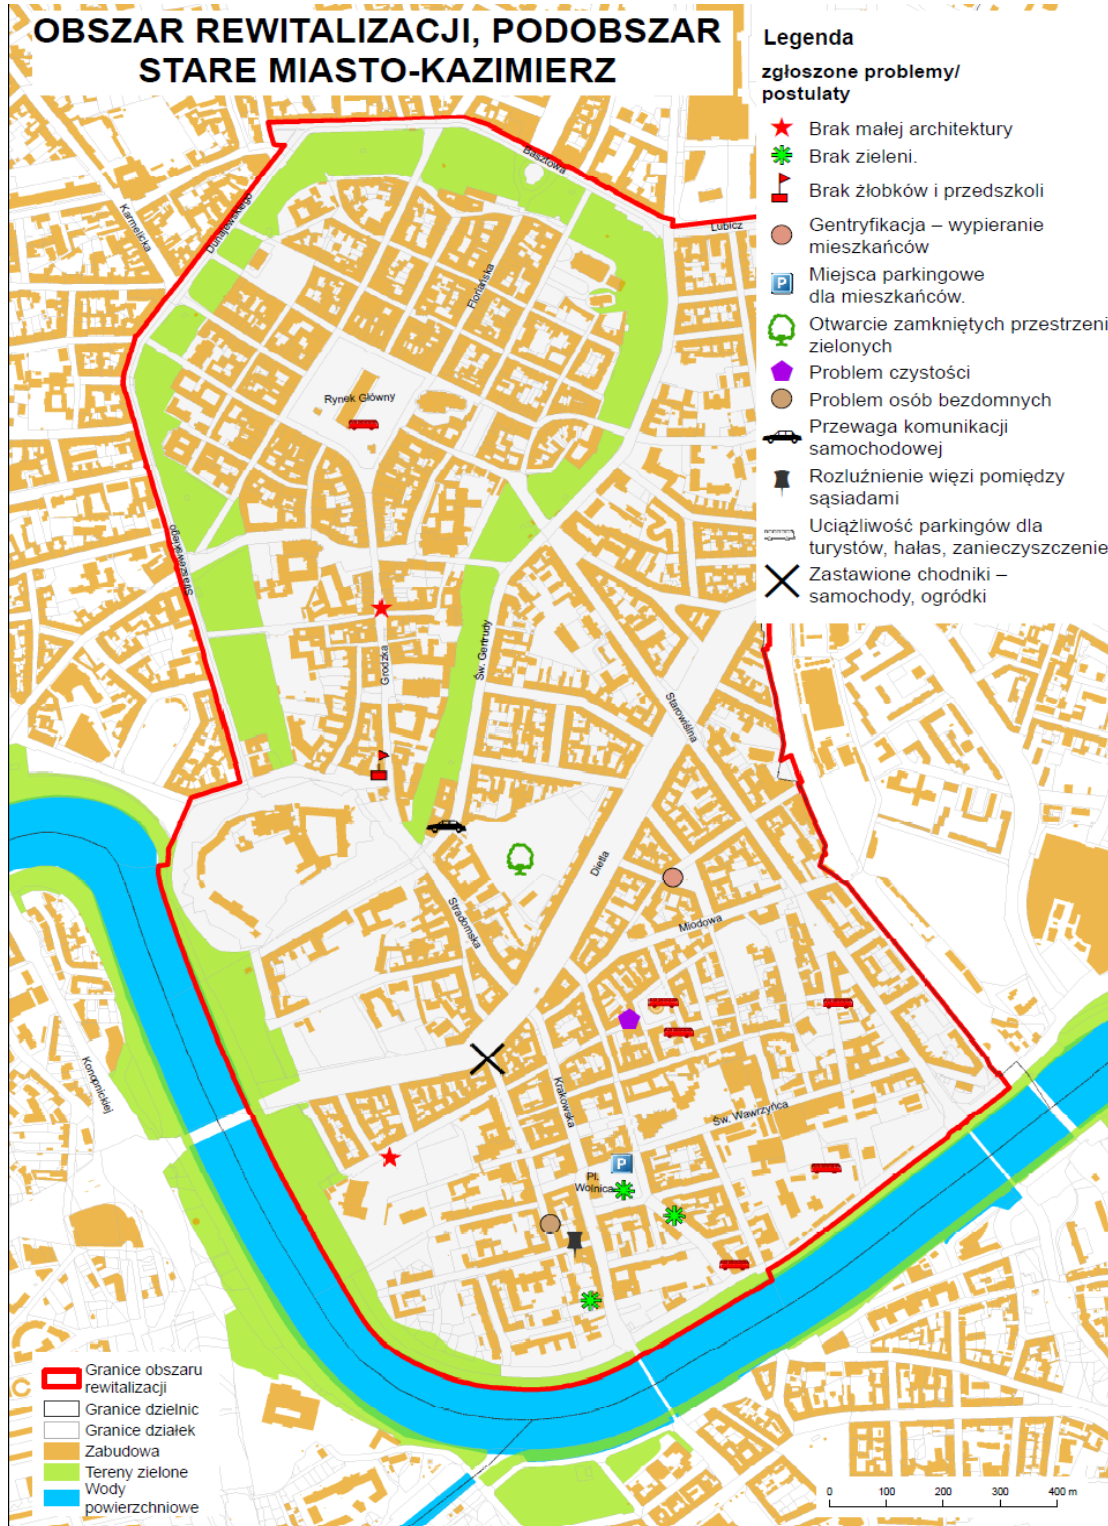 OBSZAR REWITALIZACJI, PODOBSZAR
STARE MIASTO-KAZIMIERZ
Legenda
zgłoszone problemy/
postulaty
Brak małej architektury
Brak zieleni.
Brak żłobków i przedszkoli
Gentryfikacja – wypieranie
mieszkańców
P
Miejsca parkingowe
dla mieszkańców.
Otwarcie zamkniętych przestrzeni
zielonych
Problem czystości
Problem osób bezdomnych
Przewaga komunikacji
samochodowej
Rozluźnienie więzi pomiędzy
sąsiadami
Uciążliwość parkingów dla
turystów, hałas, zanieczyszczenie
Zastawione chodniki –
samochody, ogródki
Basztowa
Lubicz
Karmelicka
Dunajewskiego
Floriańska
Rynek Główny
Straszewskiego
Grodzka
Św. Gertrudy
Starowiślna
Dietla
Stradomska
Miodowa
Konopnickiej
Krakowska
Św. Wawrzyńca
P
Pl.
Wolnica
Granice obszaru
rewitalizacji
Granice dzielnic
Granice działek
Zabudowa
Tereny zielone
Wody
powierzchniowe
0 100 200 300 400 m